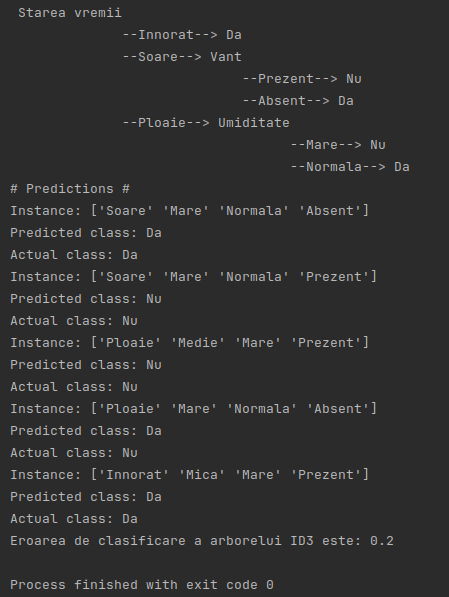 Starea vremii
--Innorat--> Da
--Soare--> Vant
--Prezent--> Nu
--Absent--> Da
--Ploaie--> Umiditate
--Mare--> Nu
--Normala--> Da
# Predictions #
Instance: ['Soare' 'Mare' 'Normala' 'Absent']
Predicted class: Da
Actual class: Da
Instance: ['Soare' 'Mare' 'Normala' 'Prezent']
Predicted class: Nu
Actual class: Nu
Instance: ['Ploaie' 'Medie' 'Mare' 'Prezent']
Predicted class: Nu
Actual class: Nu
Instance: ['Ploaie' 'Mare' 'Normala' 'Absent']
Predicted class: Da
Actual class: Nu
Instance: ['Innorat' 'Mica' 'Mare' 'Prezent']
Predicted class: Da
Actual class: Da
Eroarea de clasificare a arborelui ID3 este: 0.2
Process finished with exit code 0